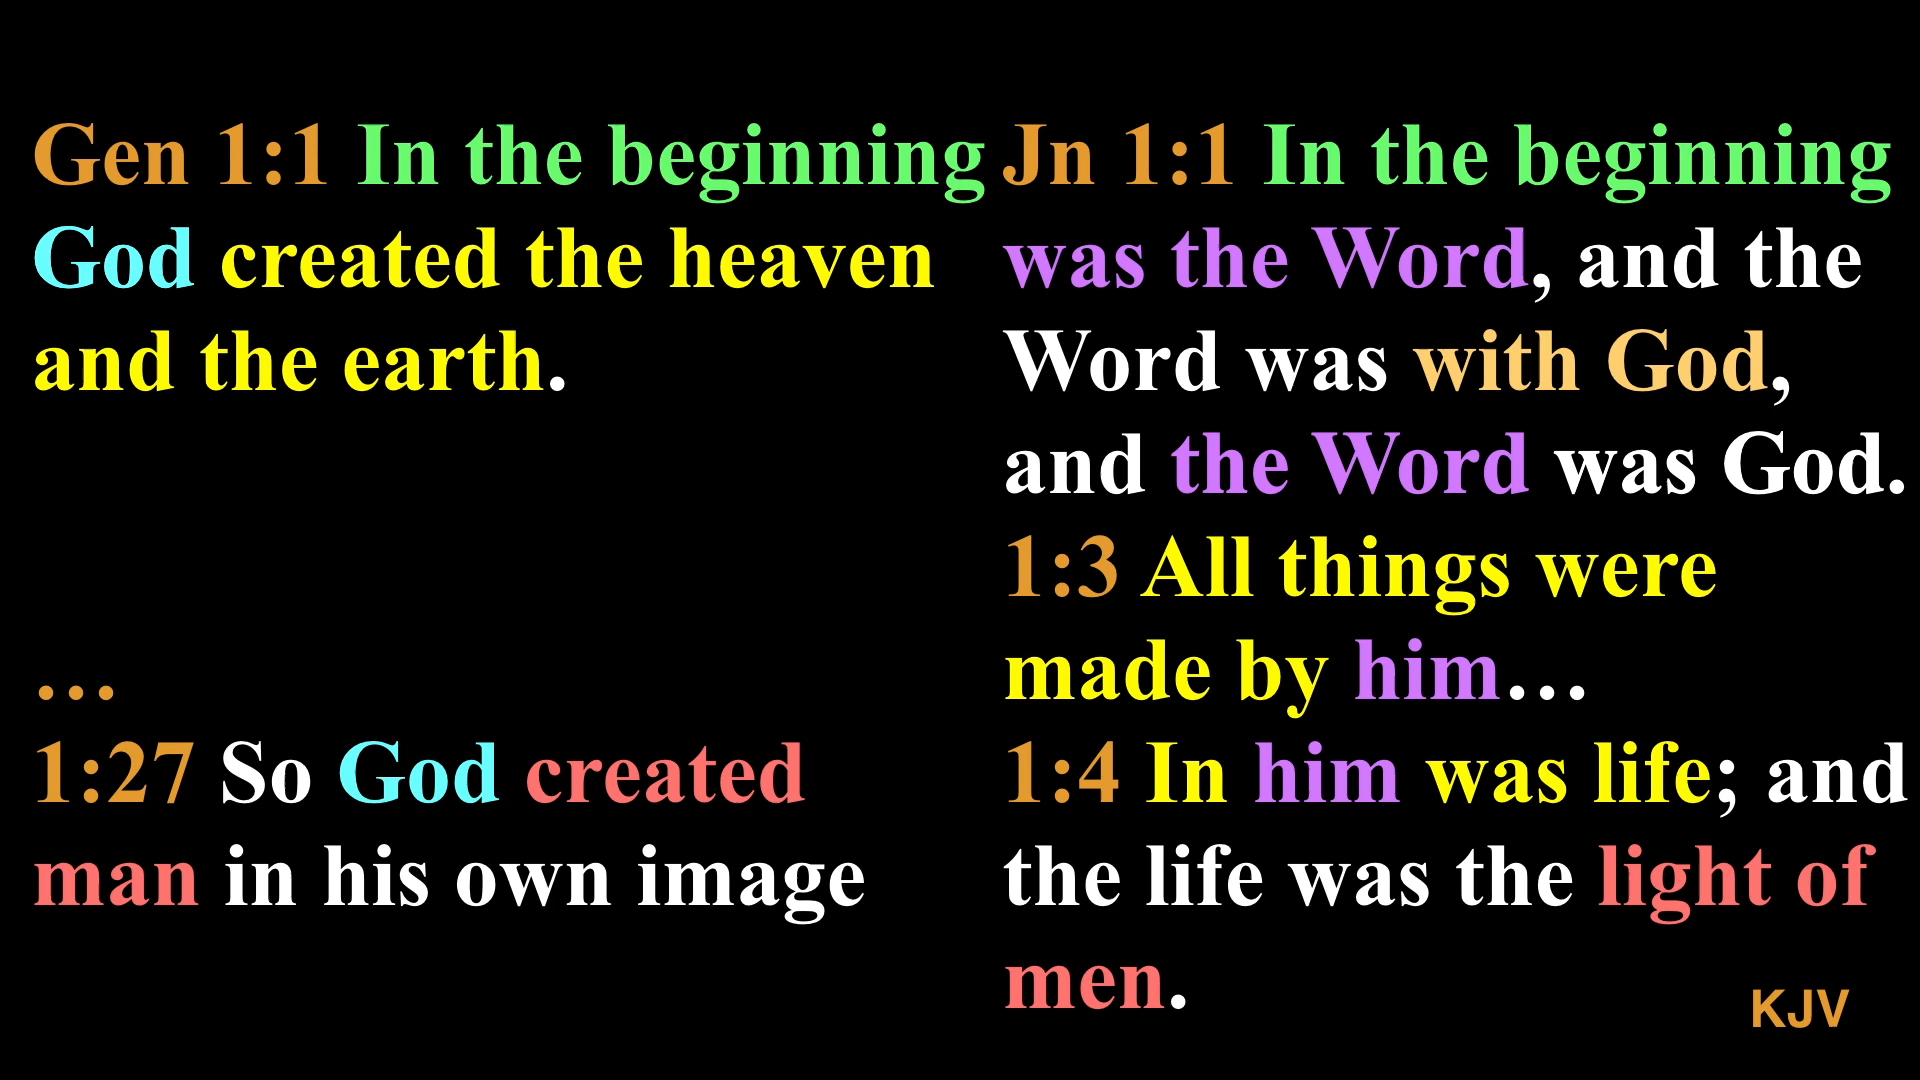 Gen 1:1 In the beginning
God created the heaven
and the earth.
…
1:27 So God created
man in his own image
Jn 1:1 In the beginning
was the Word, and the
Word was with God,
and the Word was God.
1:3 All things were
made by him…
1:4 In him was life; and
the life was the light of
men.
KJV